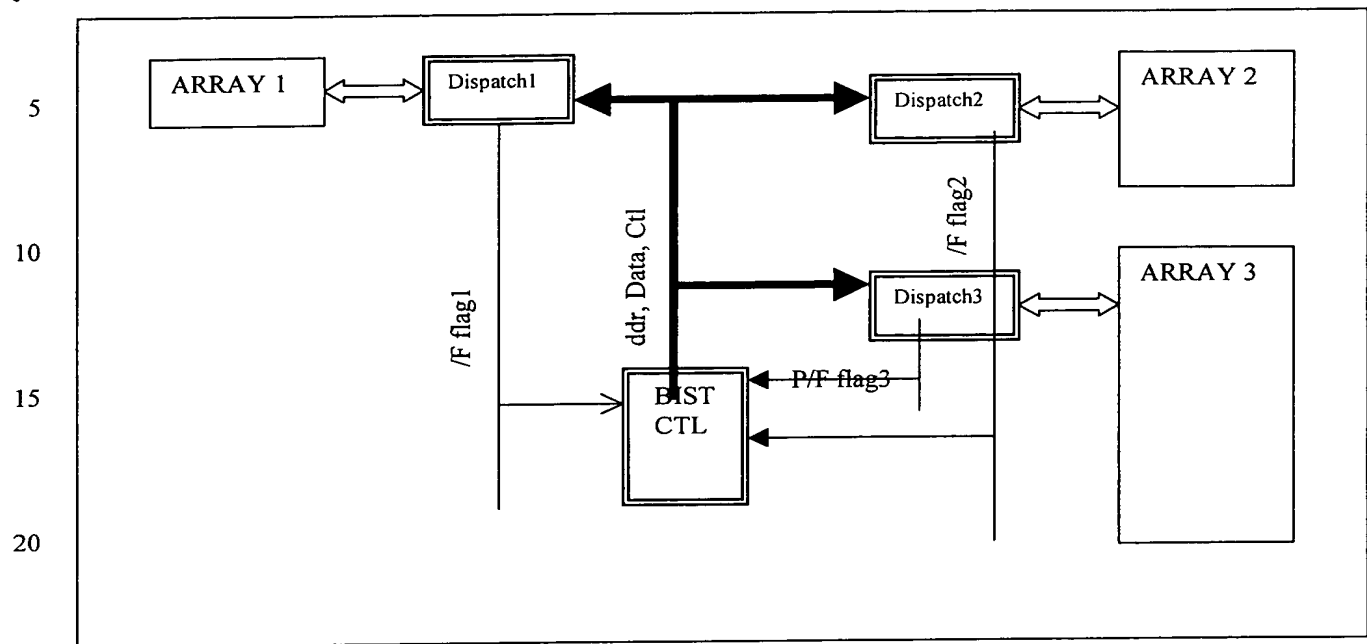 ARRAY 1
Dispatch1
Dispatch2
ARRAY 2
5
/F flag2
ddr, Data, Ctl
10
ARRAY 3
Dispatch3
/F flag1
P/F flag3
15
BIST
CTL
20